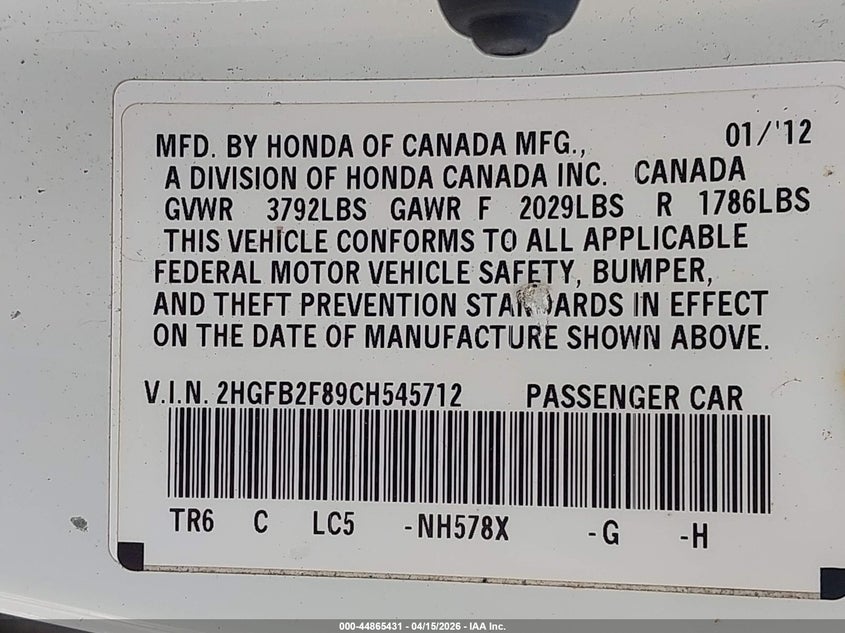 01/'12
MFD. BY HONDA OF CANADA MFG.,
A DIVISION OF HONDA CANADA INC. CANADA
GVWR 3792LBS GAWR F 2029LBS R 1786LBS
THIS VEHICLE CONFORMS TO ALL APPLICABLE
FEDERAL MOTOR VEHICLE SAFETY, BUMPER,
AND THEFT PREVENTION STANDARDS IN EFFECT
ON THE DATE OF MANUFACTURE SHOWN ABOVE.
V.I.N. 2HGFB2F89CH545712 PASSENGER CAR
TR6 C LC5 -NH578X -G -H
000-44865431 - 04/15/2026 - IAA Inc.